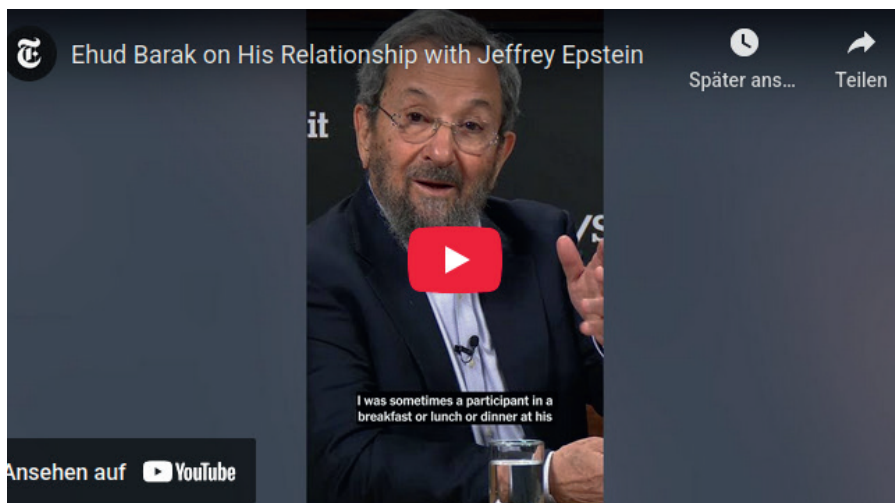 Ehud Barak on His Relationship with Jeffrey Epstein
Später ans...
Teilen
it
/S
I was sometimes a participant in a
breakfast or lunch or dinner at his
Ansehen auf YouTube